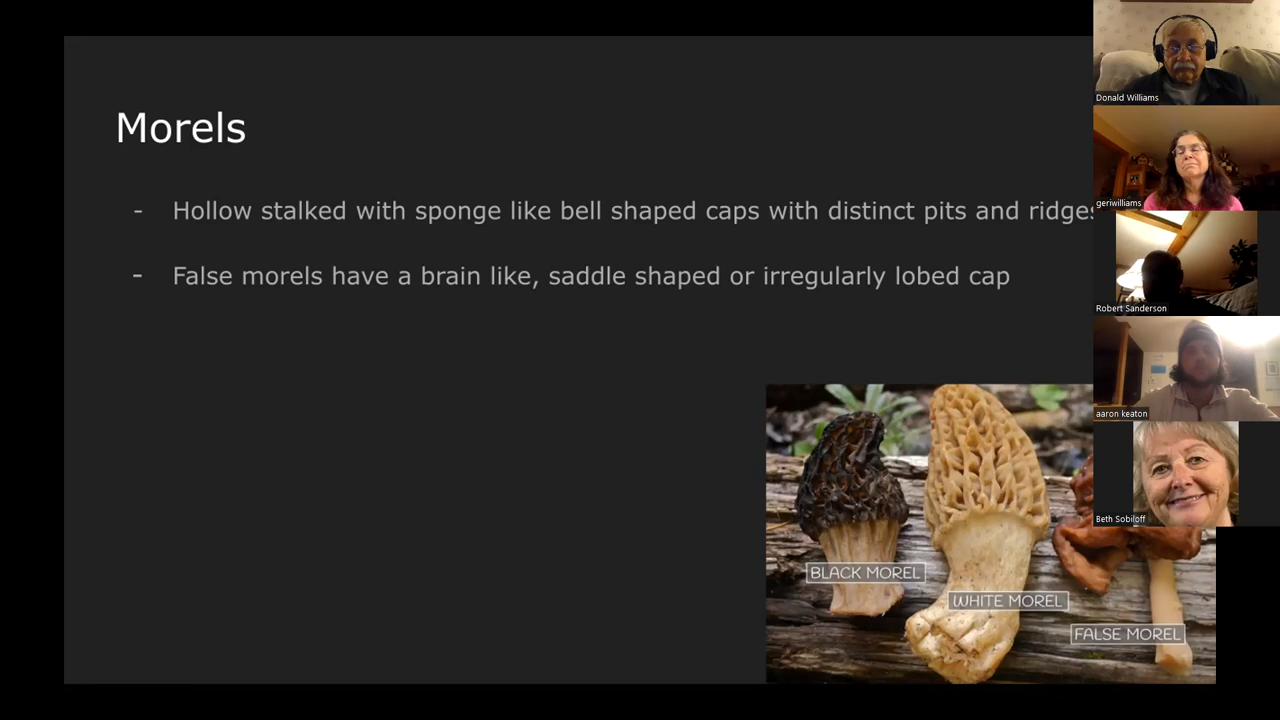 Morels
- Hollow stalked with sponge like bell shaped caps with distinct pits and ridges
- False morels have a brain like, saddle shaped or irregularly lobed cap
BLACK MOREL
WHITE MOREL
FALSE MOREL
Donald Williams
geriwilliams
Robert Sanderson
aaron keaton
Beth Sobiloff